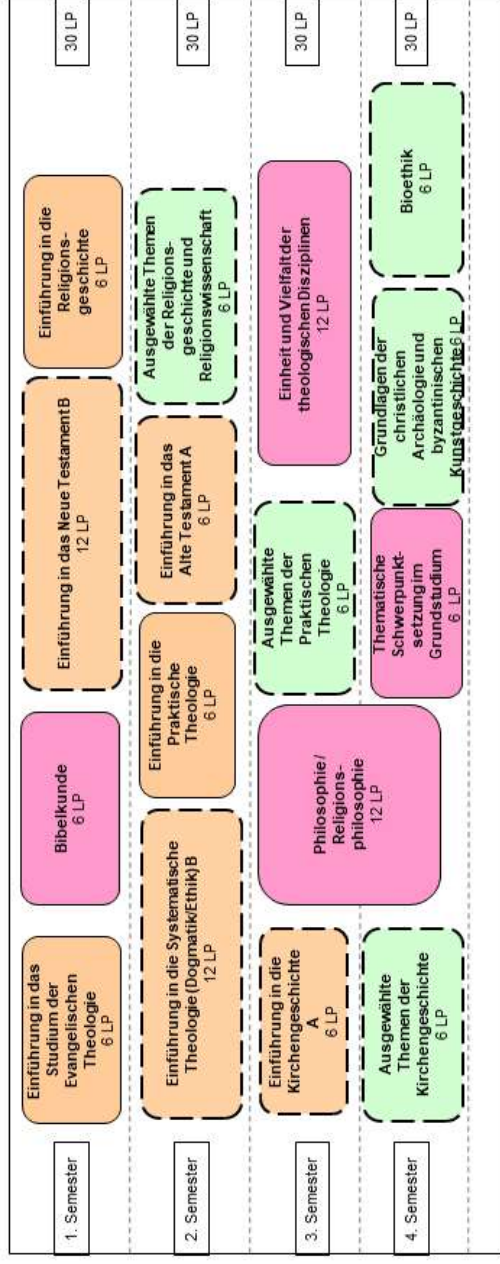 1. Semester
Einführung in das
Studium der
Evangelischen
Theologie
6 LP
Bibelkunde
6 LP
Einführung in das Neue Testament B
12 LP
Einführung in die
Religions-
geschichte
6 LP
30 LP
2. Semester
Einführung in die Systematische
Theologie (Dogmatik/Ethik) B
12 LP
Einführung in die
Praktische
Theologie
6 LP
Einführung in das
Alte Testament A
6 LP
Ausgewählte Themen
der Religions-
geschichte und
Religionswissenschaft
6 LP
30 LP
3. Semester
Einführung in die
Kirchengeschichte
A
6 LP
Philosophie /
Religions-
philosophie
12 LP
Ausgewählte
Themen der
Praktischen
Theologie
6 LP
Einheit und Vielfalt der
theologischen Disziplinen
12 LP
30 LP
4. Semester
Ausgewählte
Themen der
Kirchengeschichte
6 LP
Thematische
Schwerpunkt-
setzung im
Grundstudium
6 LP
Grundlagen der
christlichen
Archäologie und
byzantinischen
Kunstgeschichte 6 LP
Bioethik
6 LP
30 LP